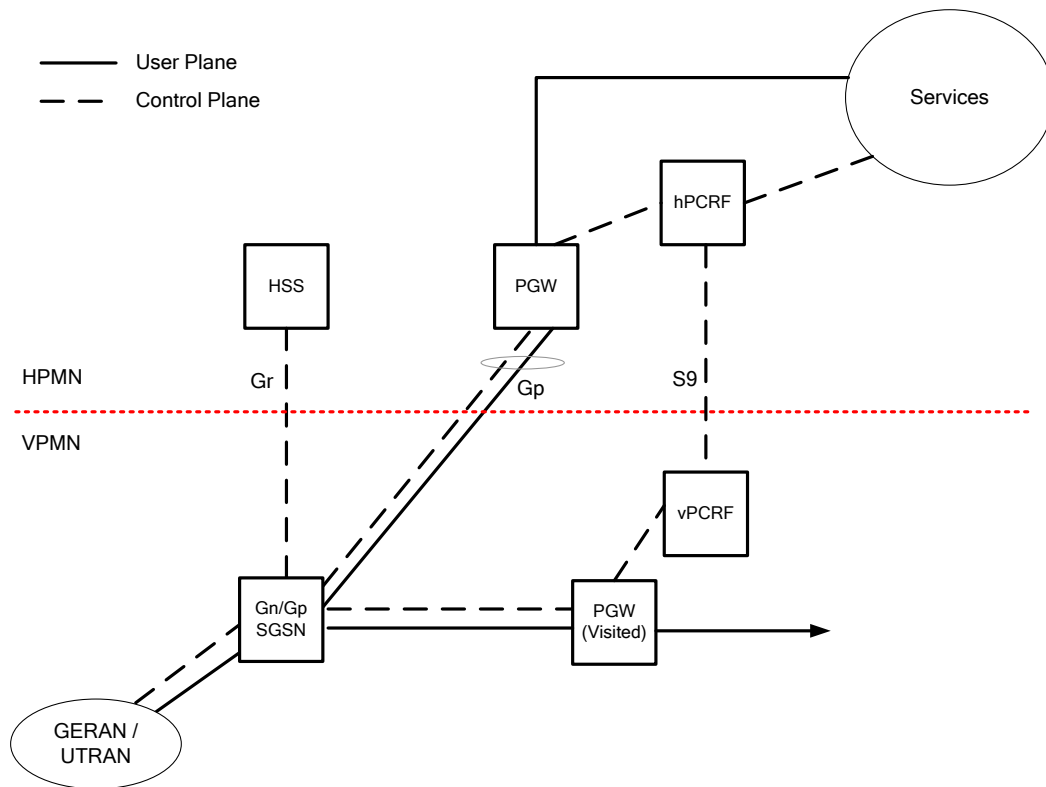 User Plane
Control Plane
Services
hPCRF
HSS
PGW
HPMN
Gr
Gp
S9
VPMN
vPCRF
Gn/Gp
SGSN
PGW
(Visited)
GERAN /
UTRAN